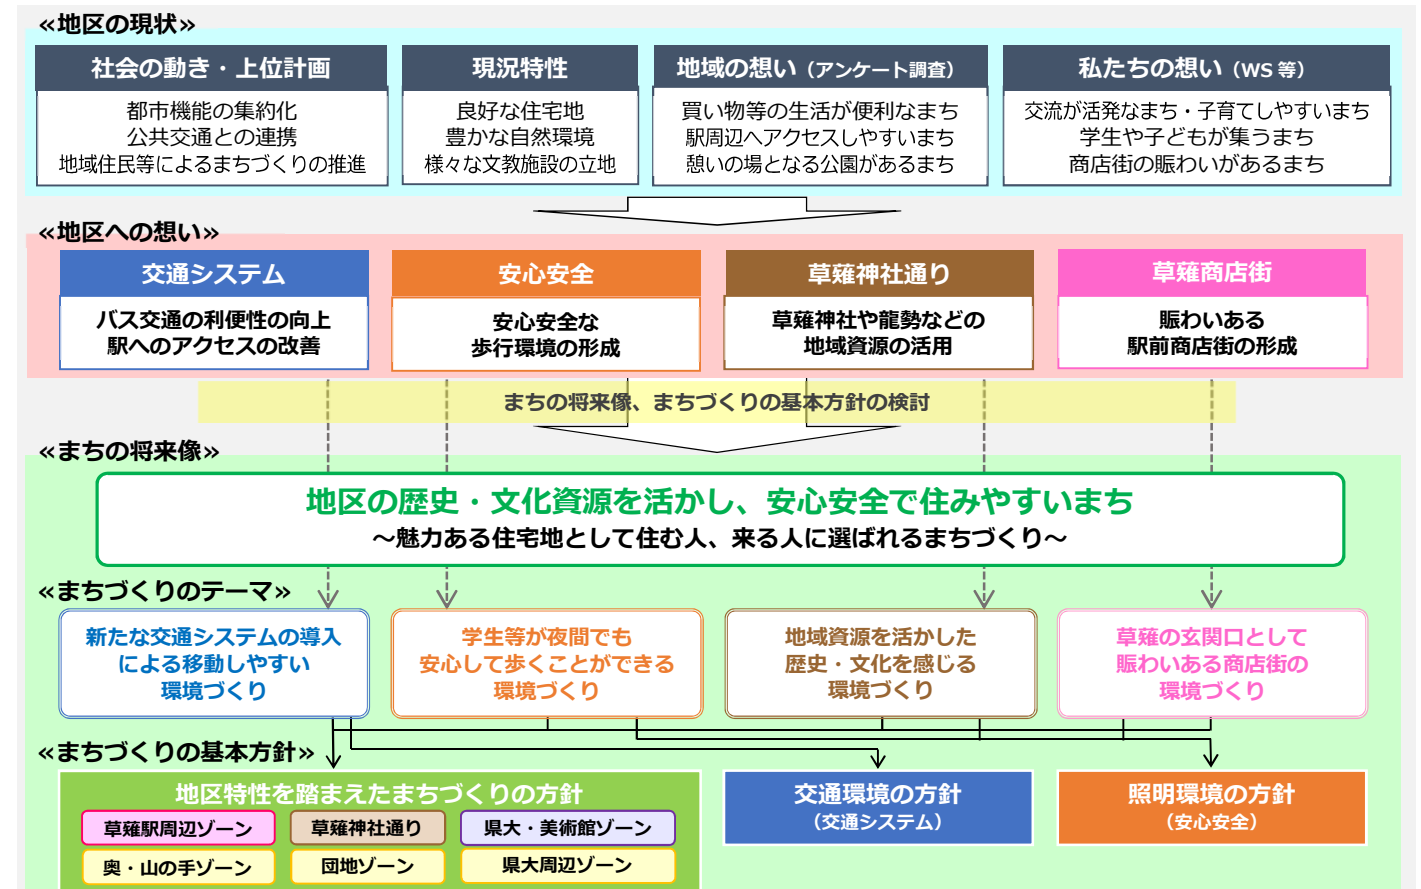 ≪地区の現状≫
社会の動き・上位計画
都市機能の集約化
公共交通との連携
地域住民等によるまちづくりの推進
現況特性
良好な住宅地
豊かな自然環境
様々な文教施設の立地
地域の想い（アンケート調査）
買い物等の生活が便利なまち
駅周辺へアクセスしやすいまち
憩いの場となる公園があるまち
私たちの想い（WS 等）
交流が活発なまち・子育てしやすいまち
学生や子どもが集うまち
商店街の賑わいがあるまち
≪地区への想い≫
交通システム
バス交通の利便性の向上
駅へのアクセスの改善
安心安全
安心安全な
歩行環境の形成
草薙神社通り
草薙神社や龍勢などの
地域資源の活用
草薙商店街
賑わいある
駅前商店街の形成
まちの将来像、まちづくりの基本方針の検討
≪まちの将来像≫
地区の歴史・文化資源を活かし、安心安全で住みやすいまち
～魅力ある住宅地として住む人、来る人に選ばれるまちづくり～
≪まちづくりのテーマ≫
新たな交通システムの導入
による移動しやすい
環境づくり
学生等が夜間でも
安心して歩くことができる
環境づくり
地域資源を活かした
歴史・文化を感じる
環境づくり
草薙の玄関口として
賑わいある商店街の
環境づくり
≪まちづくりの基本方針≫
地区特性を踏まえたまちづくりの方針
草薙駅周辺ゾーン
草薙神社通り
県大・美術館ゾーン
奥・山の手ゾーン
団地ゾーン
県大周辺ゾーン
交通環境の方針
（交通システム）
照明環境の方針
（安心安全）